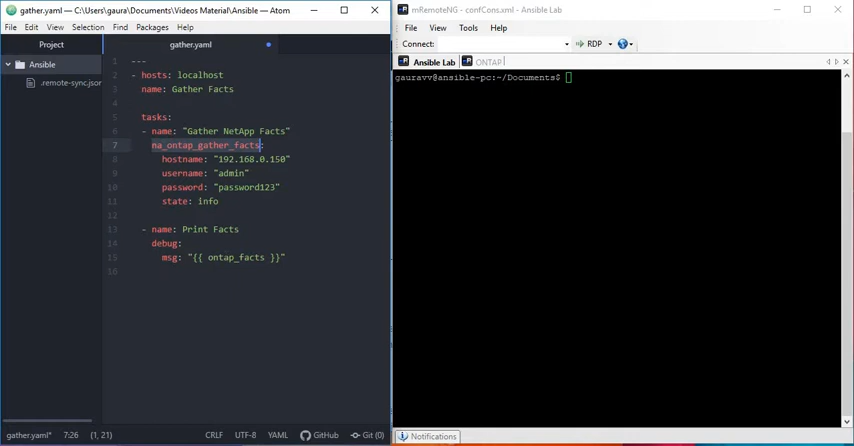 gather.yaml — C:\Users\gaura\Documents\Videos Material\Ansible — Atom
File Edit View Selection Find Packages Help
Project
gather.yaml
Ansible
.remote-sync.json
1 ---
2 - hosts: localhost
3 name: Gather Facts
4
5 tasks:
6 - name: "Gather NetApp Facts"
7 na_ontap_gather_facts:
8 hostname: "192.168.0.150"
9 username: "admin"
10 password: "password123"
11 state: info
12
13 - name: Print Facts
14 debug:
15 msg: "{{ ontap_facts }}"
16
gather.yaml* 7:26 (1, 21) CRLF UTF-8 YAML GitHub Git (0)
mRemoteNG - confCons.xml - Ansible Lab
File View Tools Help
Connect: RDP
Ansible Lab ONTAP
gauravv@ansible-pc:~/Documents$
Notifications